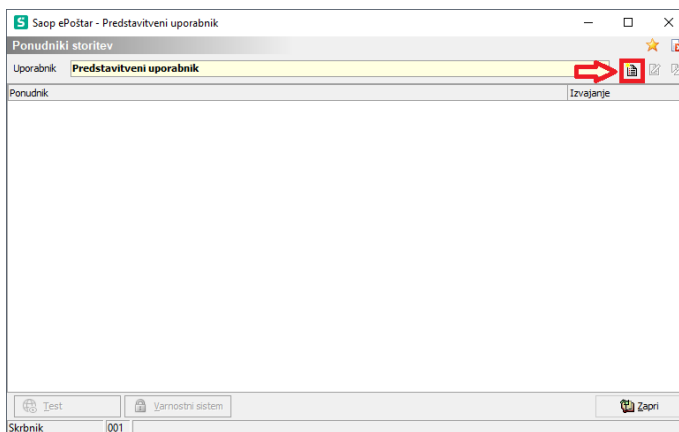 Saop ePoštar - Predstavitveni uporabnik
Ponudniki storitev
Uporabnik Predstavitveni uporabnik
Ponudnik Izvajanje
Test Varnostni sistem Zapri
Skrbnik 001